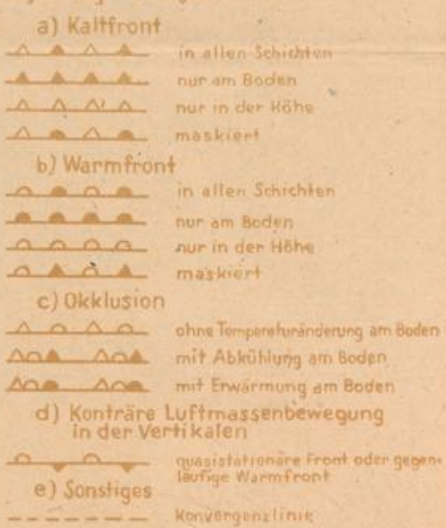 a) Kaltfront
in allen Schichten
nur am Boden
nur in der Höhe
maskiert
b) Warmfront
in allen Schichten
nur am Boden
nur in der Höhe
maskiert
c) Okklusion
ohne Temperaturänderung am Boden
mit Abkühlung am Boden
mit Erwärmung am Boden
d) Konträre Luftmassenbewegung
in der Vertikalen
quasistationäre Front oder gegen-
läufige Warmfront
e) Sonstiges
Konvergenzlinie